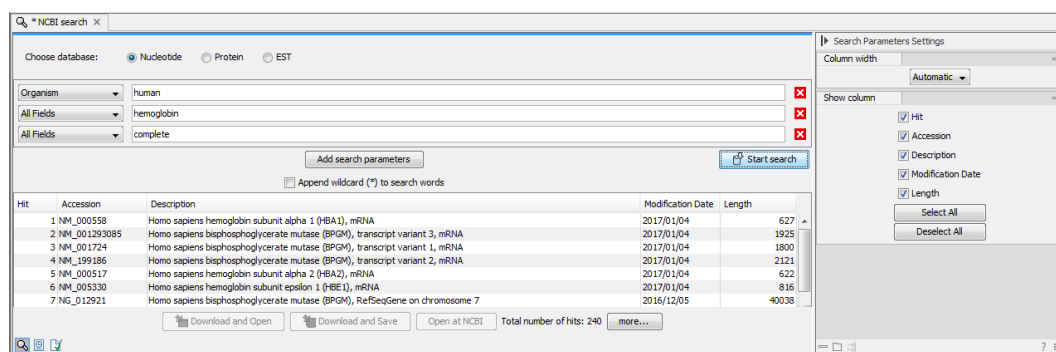 * NCBI search
Choose database: Nucleotide Protein EST
Organism human
All Fields hemoglobin
All Fields complete
Add search parameters Start search
Append wildcard (*) to search words
Hit Accession Description Modification Date Length
1 NM_000558 Homo sapiens hemoglobin subunit alpha 1 (HBA1), mRNA 2017/01/04 627
2 NM_001293085 Homo sapiens bisphosphoglycerate mutase (BPGM), transcript variant 3, mRNA 2017/01/04 1925
3 NM_001724 Homo sapiens bisphosphoglycerate mutase (BPGM), transcript variant 1, mRNA 2017/01/04 1800
4 NM_199186 Homo sapiens bisphosphoglycerate mutase (BPGM), transcript variant 2, mRNA 2017/01/04 2121
5 NM_000517 Homo sapiens hemoglobin subunit alpha 2 (HBA2), mRNA 2017/01/04 622
6 NM_005330 Homo sapiens hemoglobin subunit epsilon 1 (HBE1), mRNA 2017/01/04 816
7 NG_012921 Homo sapiens bisphosphoglycerate mutase (BPGM), RefSeqGene on chromosome 7 2016/12/05 40038
Download and Open Download and Save Open at NCBI Total number of hits: 240 more...
Search Parameters Settings
Column width
Automatic
Show column
Hit
Accession
Description
Modification Date
Length
Select All
Deselect All
?